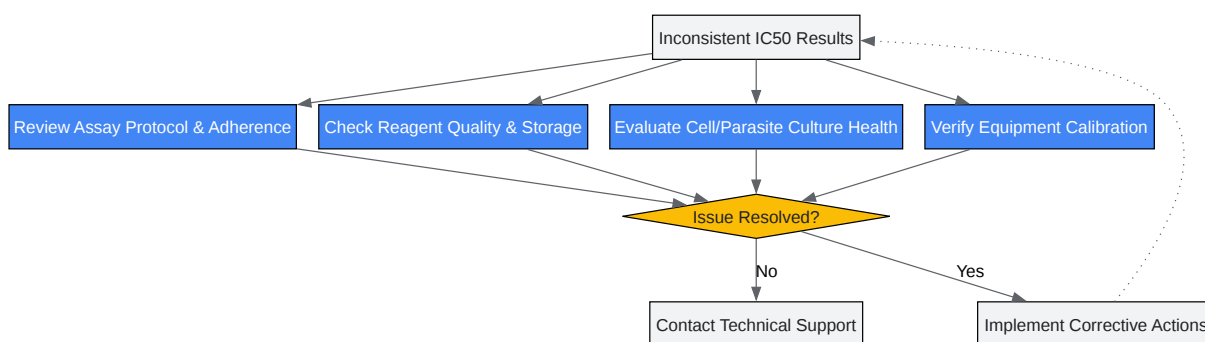 Inconsistent IC50 Results
Review Assay Protocol & Adherence
Check Reagent Quality & Storage
Evaluate Cell/Parasite Culture Health
Verify Equipment Calibration
Issue Resolved?
No
Yes
Contact Technical Support
Implement Corrective Actions